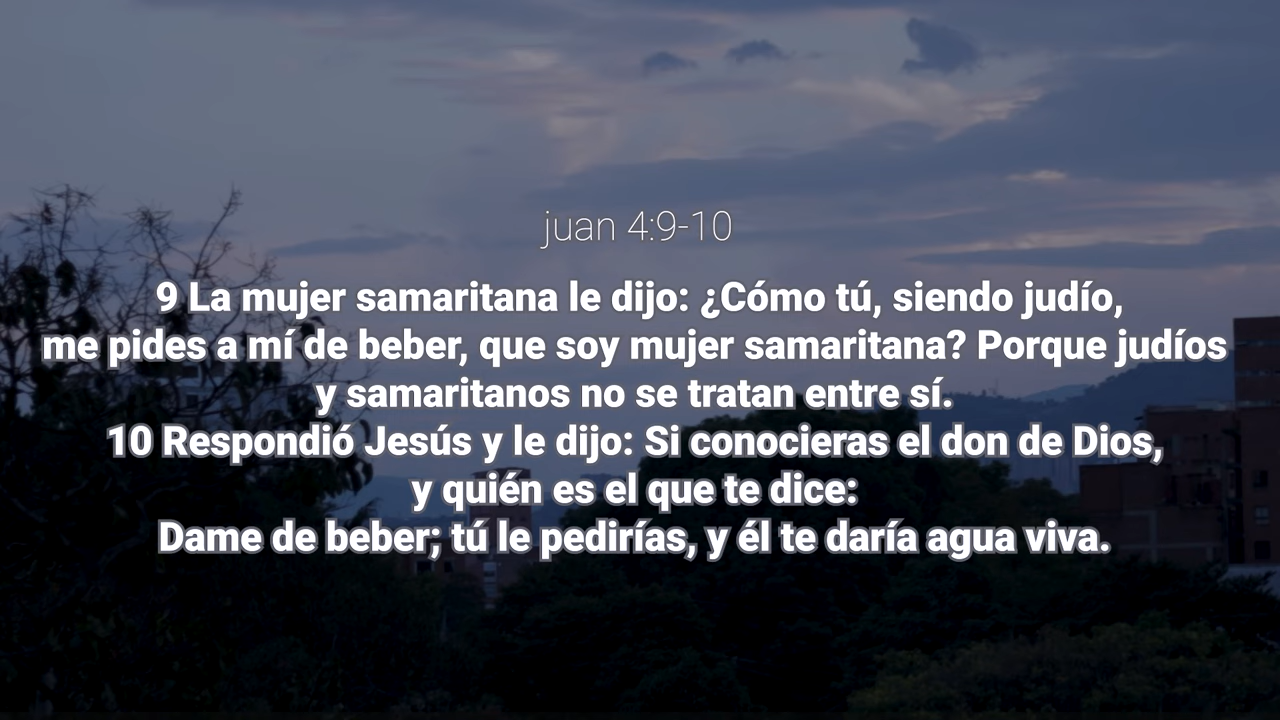 juan 4:9-10
9 La mujer samaritana le dijo: ¿Cómo tú, siendo judío,
me pides a mí de beber, que soy mujer samaritana? Porque judíos
y samaritanos no se tratan entre sí.
10 Respondió Jesús y le dijo: Si conocieras el don de Dios,
y quién es el que te dice:
Dame de beber; tú le pedirías, y él te daría agua viva.